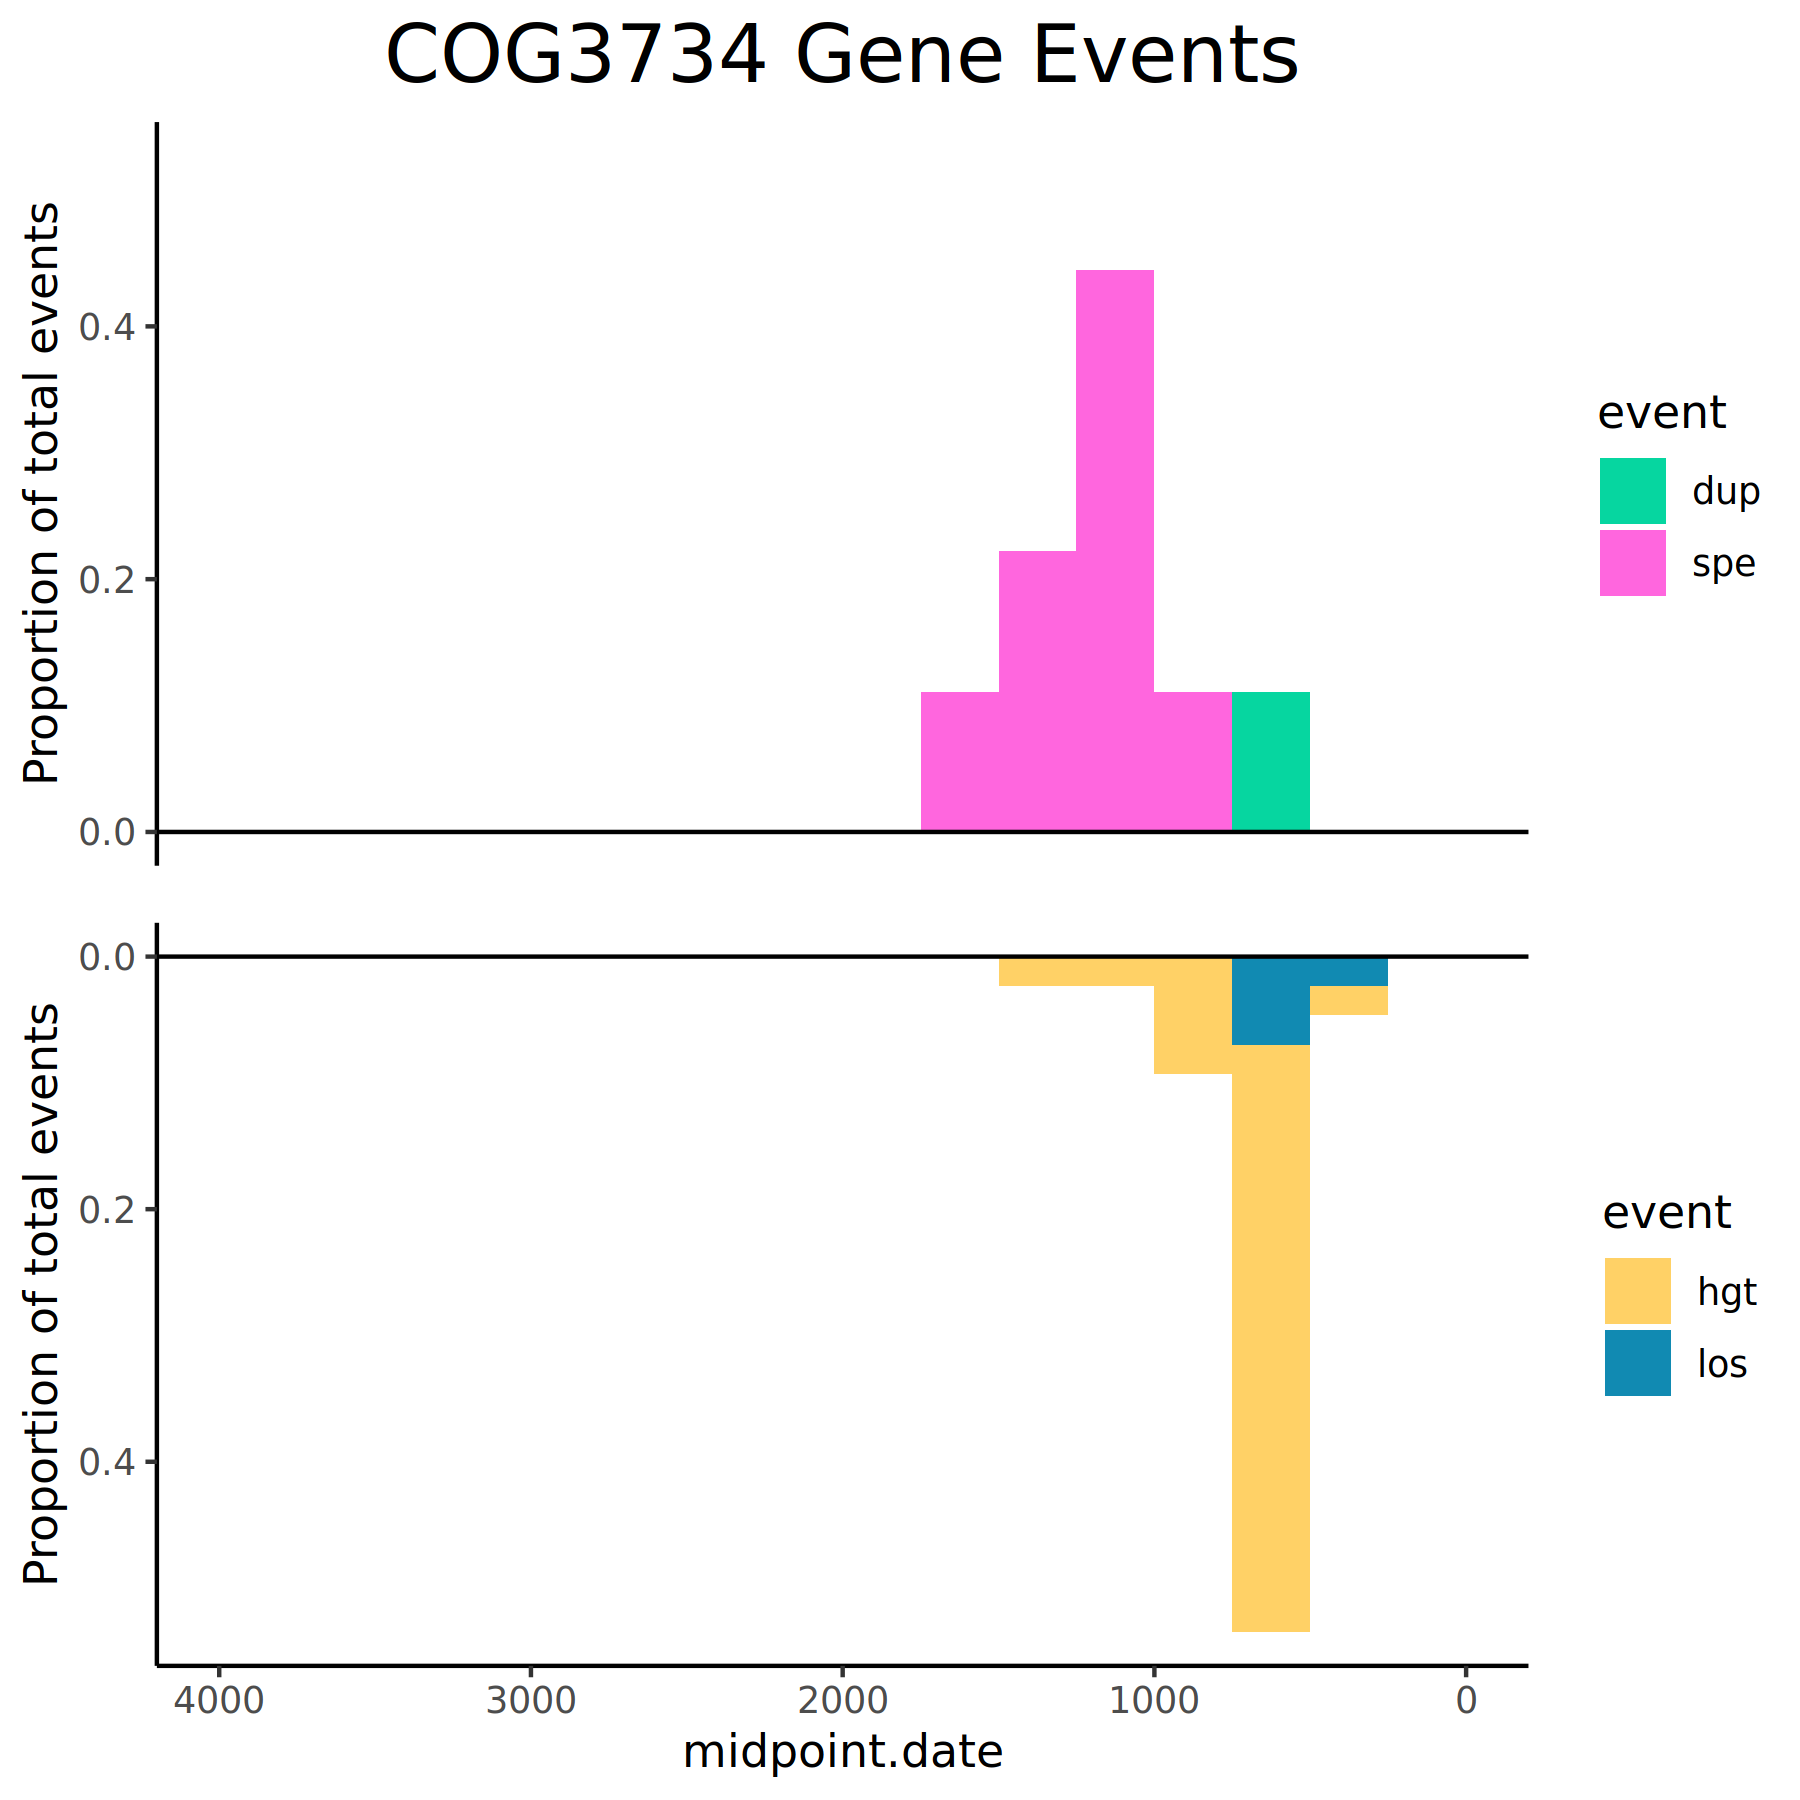 COG3734 Gene Events
Proportion of total events
0.4
0.2
0.0
event
dup
spe
Proportion of total events
0.0
0.2
0.4
event
hgt
los
4000 3000 2000 1000 0
midpoint.date